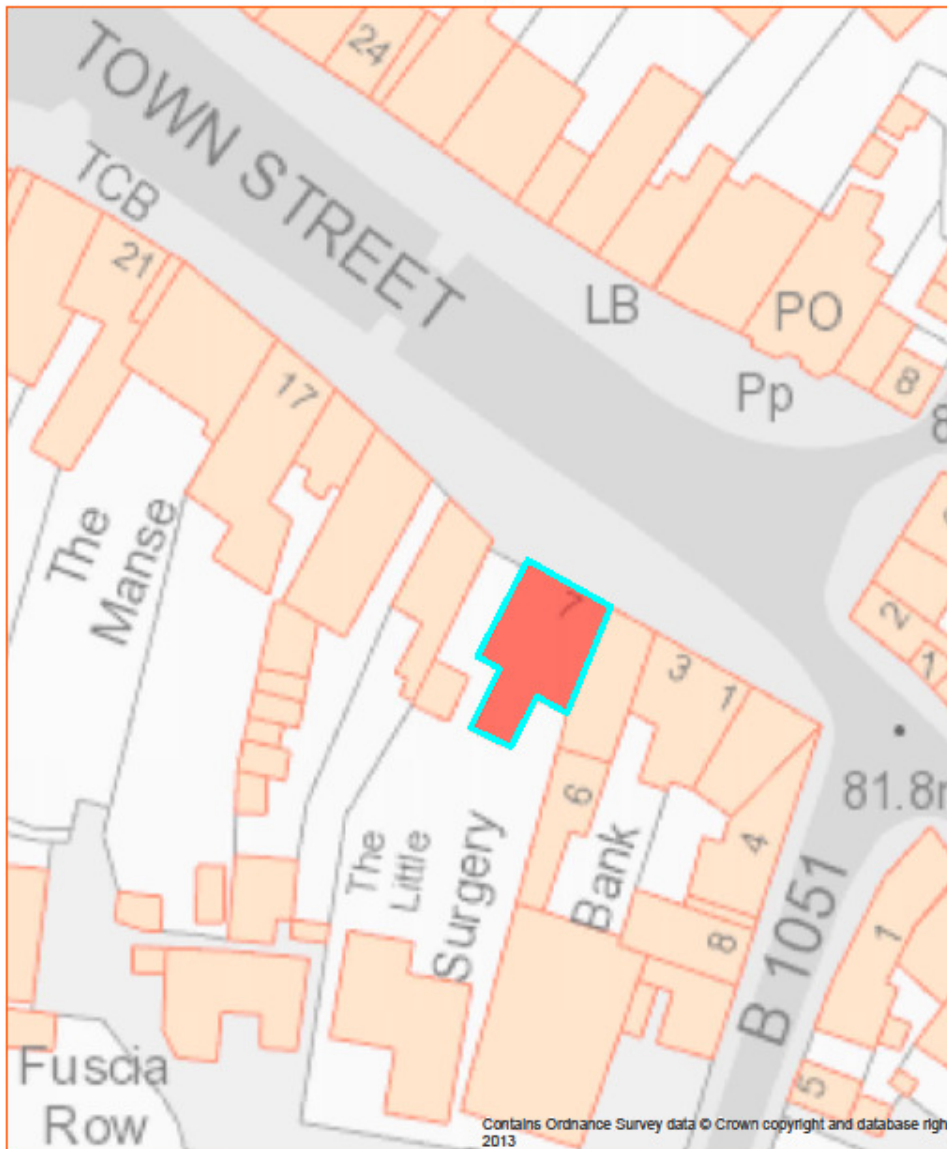 24
TOWN STREET
TCB
21
LB
PO
8
Pp
17
The
Manse
7
2
1
3
1
81.8m
6
The
Little
Surgery
Bank
4
8
B 1051
1
5
Fuscia
Row
Contains Ordnance Survey data © Crown copyright and database righ
2013